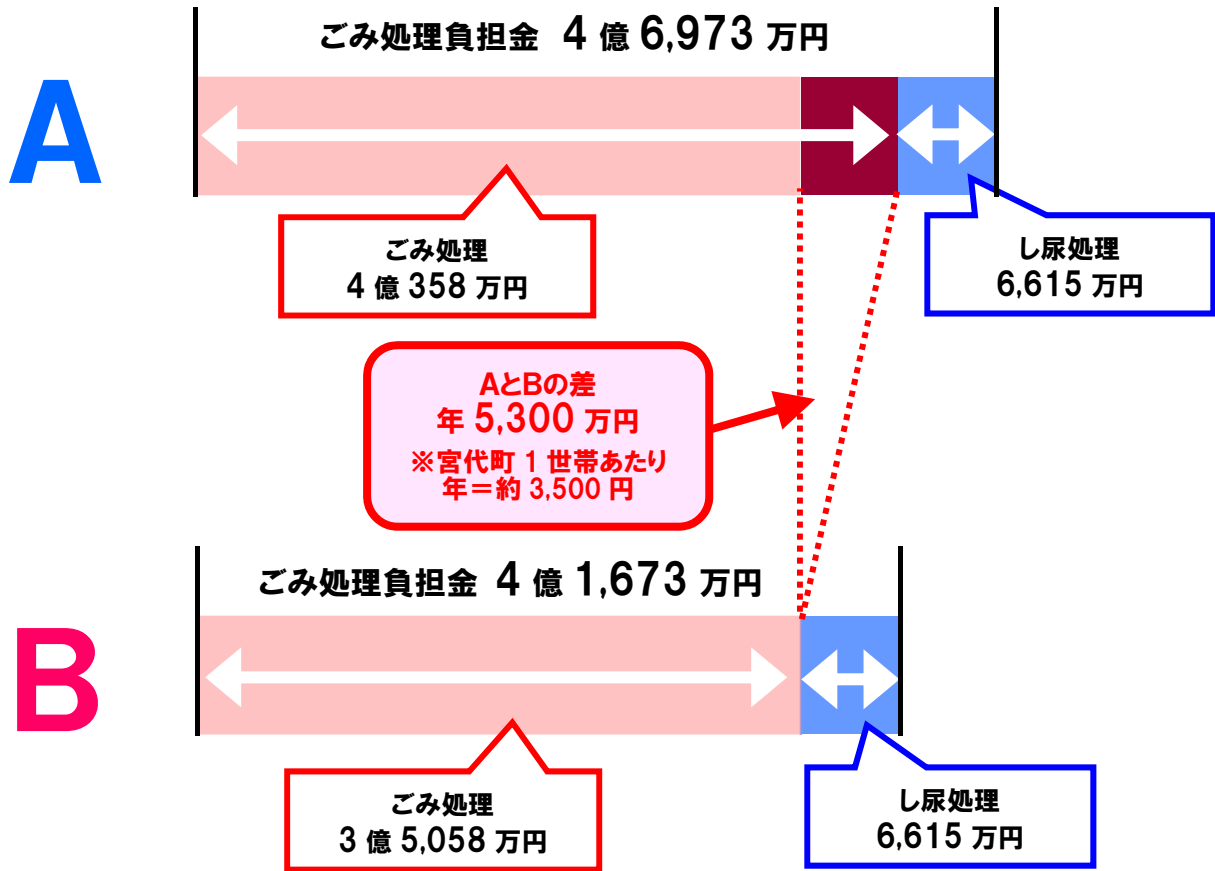 ごみ処理負担金 4 億 6,973 万円
A
ごみ処理
4 億 358 万円
し尿処理
6,615 万円
AとBの差
年 5,300 万円
※宮代町 1 世帯あたり
年=約 3,500 円
ごみ処理負担金 4 億 1,673 万円
B
ごみ処理
3 億 5,058 万円
し尿処理
6,615 万円